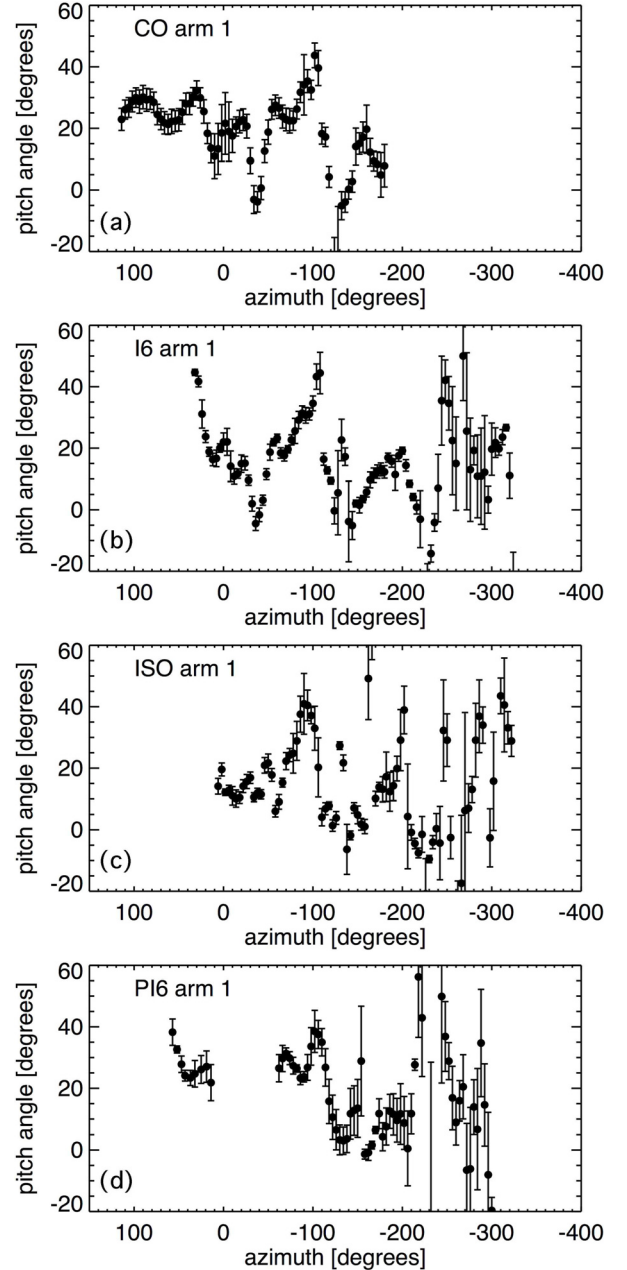 60
CO arm 1
40
20
0
(a)
-20
pitch angle [degrees]
100 0 -100 -200 -300 -400
azimuth [degrees]
60
I6 arm 1
40
20
0
(b)
-20
pitch angle [degrees]
100 0 -100 -200 -300 -400
azimuth [degrees]
60
ISO arm 1
40
20
0
(c)
-20
pitch angle [degrees]
100 0 -100 -200 -300 -400
azimuth [degrees]
60
PI6 arm 1
40
20
0
(d)
-20
pitch angle [degrees]
100 0 -100 -200 -300 -400
azimuth [degrees]